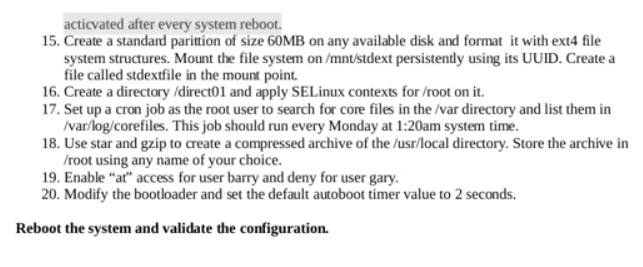 acticvated after every system reboot.
15. Create a standard parittion of size 60MB on any available disk and format it with ext4 file
system structures. Mount the file system on /mnt/stdext persistently using its UUID. Create a
file called stdextfile in the mount point.
16. Create a directory /direct01 and apply SELinux contexts for /root on it.
17. Set up a cron job as the root user to search for core files in the /var directory and list them in
/var/log/corefiles. This job should run every Monday at 1:20am system time.
18. Use star and gzip to create a compressed archive of the /usr/local directory. Store the archive in
/root using any name of your choice.
19. Enable “at” access for user barry and deny for user gary.
20. Modify the bootloader and set the default autoboot timer value to 2 seconds.
Reboot the system and validate the configuration.